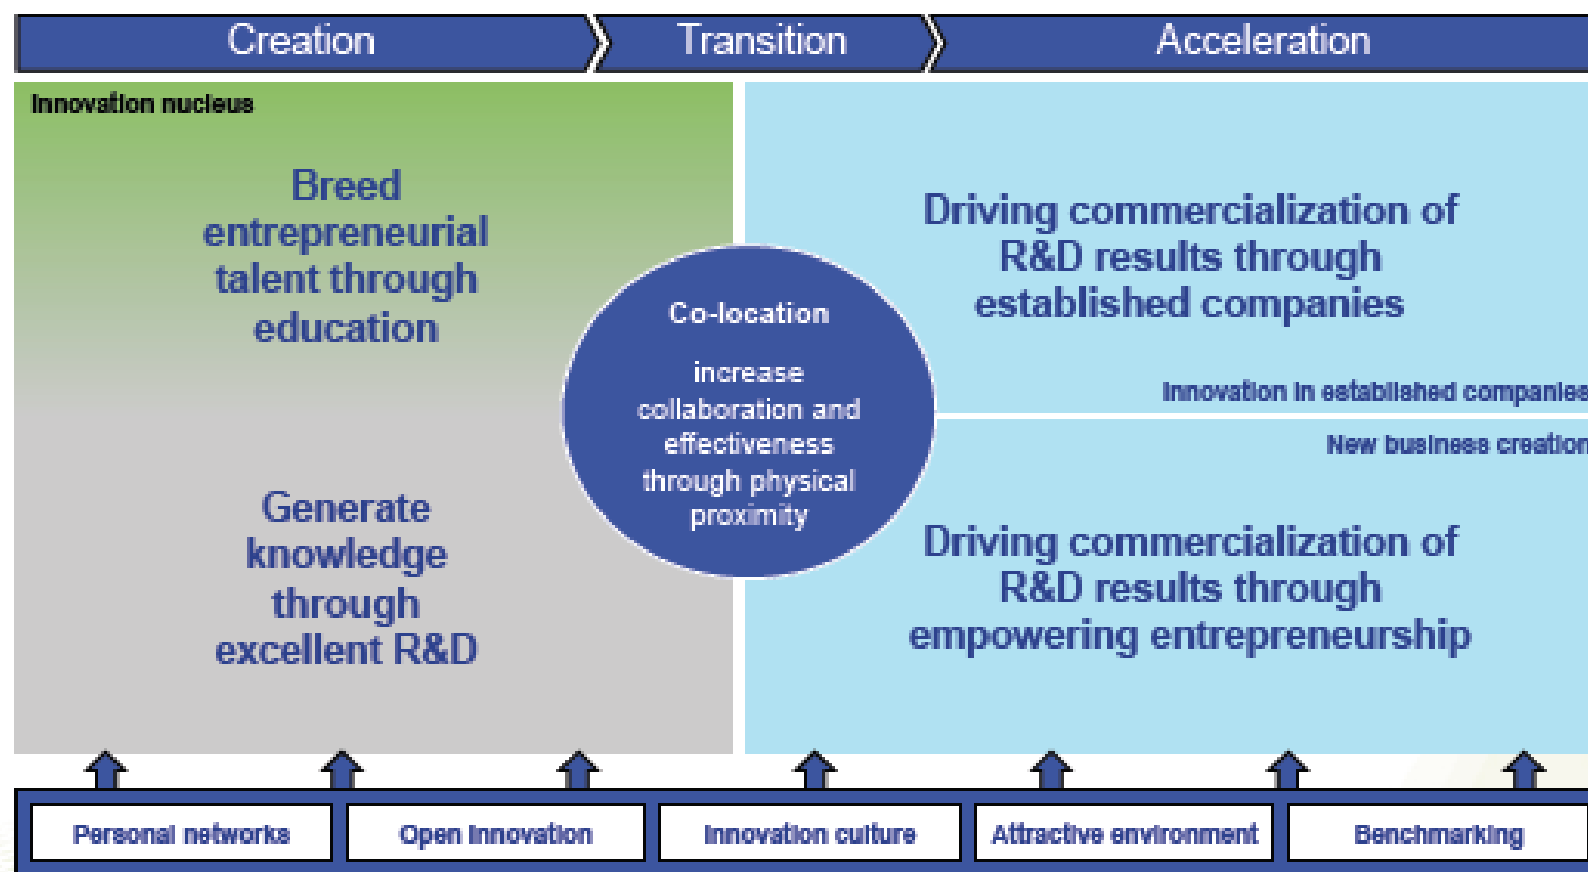 Creation
Transition
Acceleration
Innovation nucleus
Breed
entrepreneurial
talent through
education
Generate
knowledge
through
excellent R&D
Co-location
increase
collaboration and
effectiveness
through physical
proximity
Driving commercialization of
R&D results through
established companies
Innovation in established companies
New business creation
Driving commercialization of
R&D results through
empowering entrepreneurship
Personal networks
Open Innovation
Innovation culture
Attractive environment
Benchmarking